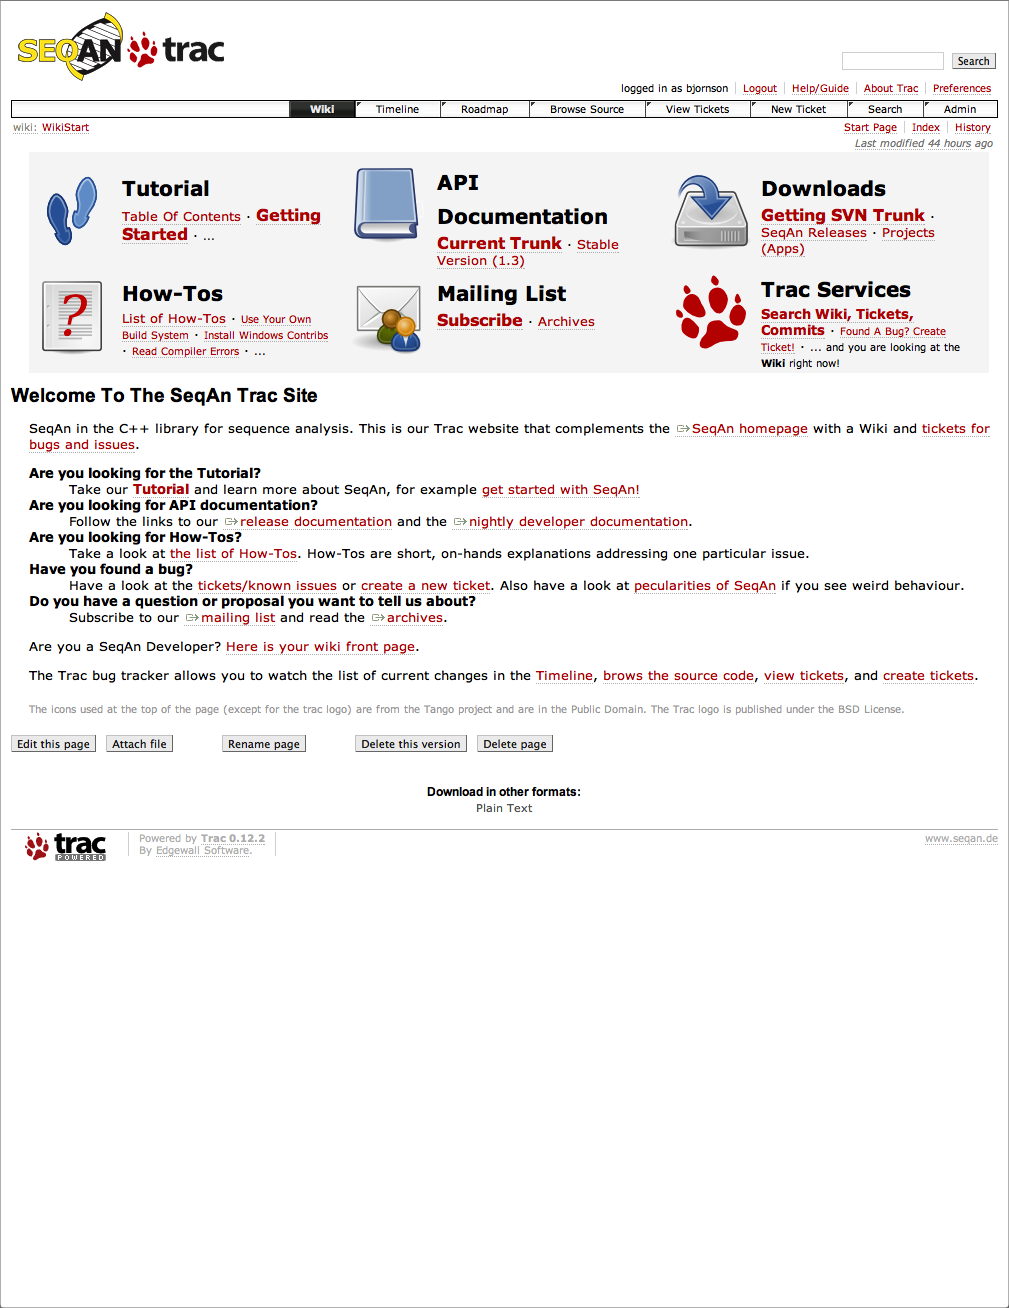 SEQAN trac
Search
logged in as bjornson Logout Help/Guide About Trac Preferences
Wiki Timeline Roadmap Browse Source View Tickets New Ticket Search Admin
wiki: WikiStart Start Page Index History
Last modified 44 hours ago
Tutorial
Table Of Contents · Getting
Started · ...
API
Documentation
Current Trunk · Stable
Version (1.3)
Downloads
Getting SVN Trunk ·
SeqAn Releases · Projects
(Apps)
How-Tos
List of How-Tos · Use Your Own
Build System · Install Windows Contribs
· Read Compiler Errors · ...
Mailing List
Subscribe · Archives
Trac Services
Search Wiki, Tickets,
Commits · Found A Bug? Create
Ticket! · ... and you are looking at the
Wiki right now!
Welcome To The SeqAn Trac Site
SeqAn in the C++ library for sequence analysis. This is our Trac website that complements the SeqAn homepage with a Wiki and tickets for
bugs and issues.
Are you looking for the Tutorial?
Take our Tutorial and learn more about SeqAn, for example get started with SeqAn!
Are you looking for API documentation?
Follow the links to our release documentation and the nightly developer documentation.
Are you looking for How-Tos?
Take a look at the list of How-Tos. How-Tos are short, on-hands explanations addressing one particular issue.
Have you found a bug?
Have a look at the tickets/known issues or create a new ticket. Also have a look at pecularities of SeqAn if you see weird behaviour.
Do you have a question or proposal you want to tell us about?
Subscribe to our mailing list and read the archives.
Are you a SeqAn Developer? Here is your wiki front page.
The Trac bug tracker allows you to watch the list of current changes in the Timeline, brows the source code, view tickets, and create tickets.
The icons used at the top of the page (except for the trac logo) are from the Tango project and are in the Public Domain. The Trac logo is published under the BSD License.
Edit this page Attach file Rename page Delete this version Delete page
Download in other formats:
Plain Text
trac POWERED
Powered by Trac 0.12.2
By Edgewall Software.
www.seqan.de